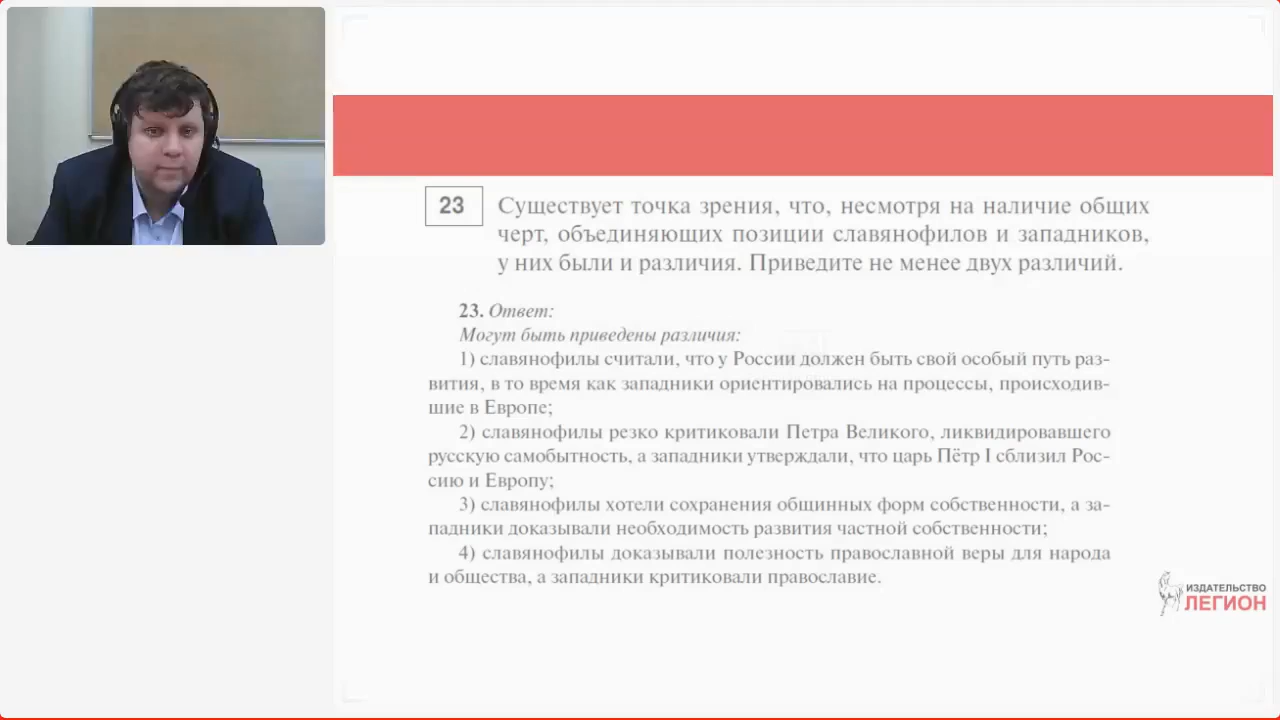 23
Существует точка зрения, что, несмотря на наличие общих
черт, объединяющих позиции славянофилов и западников,
у них были и различия. Приведите не менее двух различий.
23. Ответ:
Могут быть приведены различия:
1) славянофилы считали, что у России должен быть свой особый путь раз-
вития, в то время как западники ориентировались на процессы, происходив-
шие в Европе;
2) славянофилы резко критиковали Петра Великого, ликвидировавшего
русскую самобытность, а западники утверждали, что царь Пётр I сблизил Рос-
сию и Европу;
3) славянофилы хотели сохранения общинных форм собственности, а за-
падники доказывали необходимость развития частной собственности;
4) славянофилы доказывали полезность православной веры для народа
и общества, а западники критиковали православие.
ИЗДАТЕЛЬСТВО
ЛЕГИОН